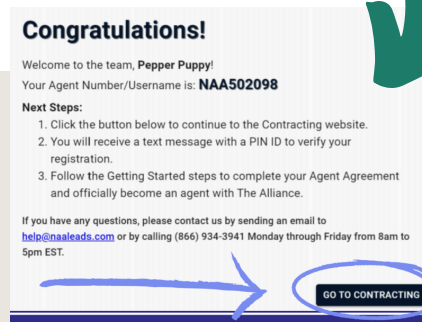 Congratulations!
Welcome to the team, Pepper Puppy!
Your Agent Number/Username is: NAA502098
Next Steps:
1. Click the button below to continue to the Contracting website.
2. You will receive a text message with a PIN ID to verify your
registration.
3. Follow the Getting Started steps to complete your Agent Agreement
and officially become an agent with The Alliance.
If you have any questions, please contact us by sending an email to
help@naaleads.com or by calling (866) 934-3941 Monday through Friday from 8am to
5pm EST.
GO TO CONTRACTING